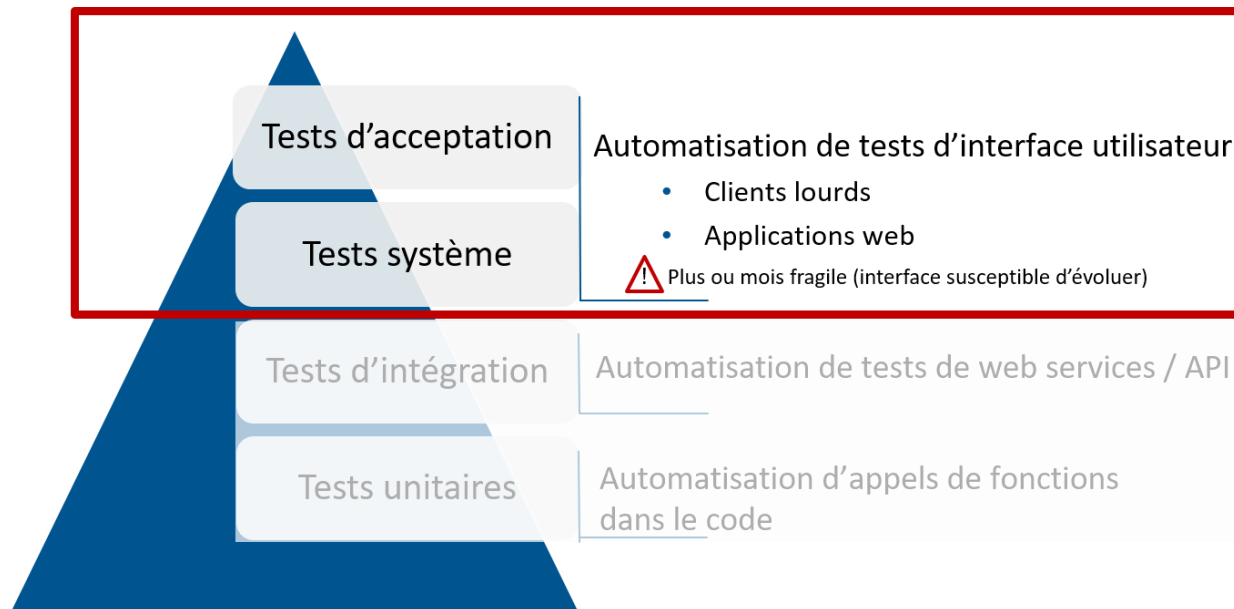 Tests d'acceptation
Automatisation de tests d'interface utilisateur
• Clients lourds
• Applications web
Tests système
! Plus ou mois fragile (interface susceptible d'évoluer)
Tests d'intégration
Automatisation de tests de web services / API
Tests unitaires
Automatisation d'appels de fonctions
dans le code